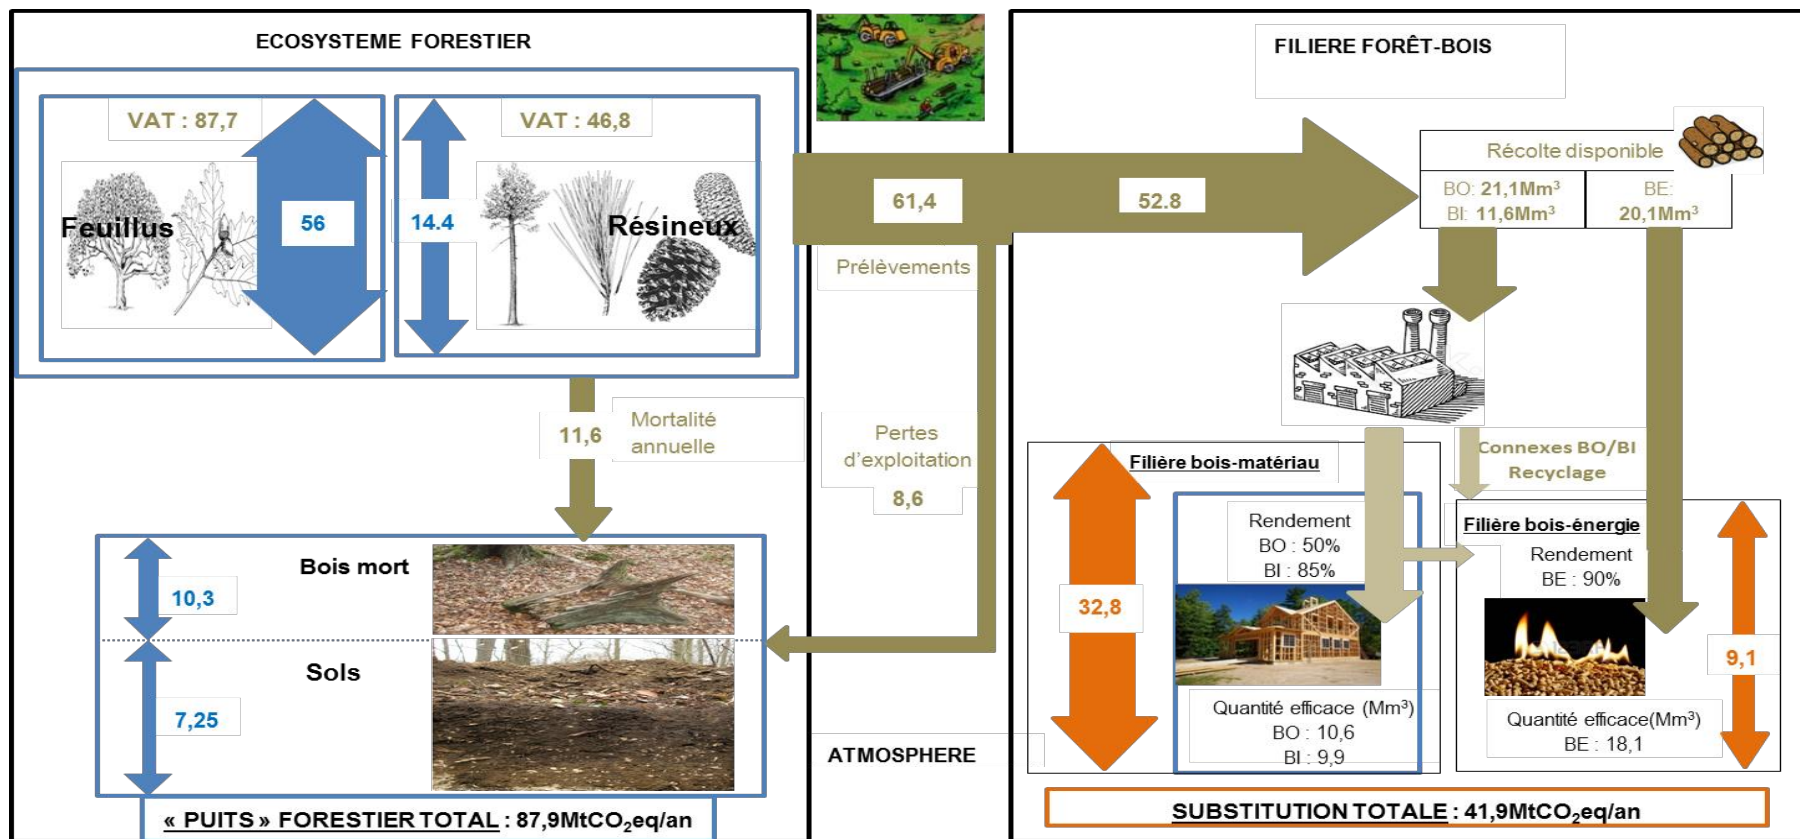 ECOSYSTEME FORESTIER
VAT : 87,7
VAT : 46,8
Feuillus
56
14.4
Résineux
11,6
Mortalité
annuelle
Bois mort
10,3
Sols
7,25
« PUITS » FORESTIER TOTAL : 87,9MtCO₂eq/an
61,4
52.8
Prélèvements
Pertes
d'exploitation
8,6
ATMOSPHERE
FILIERE FORÊT-BOIS
Récolte disponible
BO: 21,1Mm³
BI: 11,6Mm³
BE:
20,1Mm³
Connexes BO/BI
Recyclage
Filière bois-matériau
Rendement
BO : 50%
BI : 85%
32,8
Quantité efficace (Mm³)
BO : 10,6
BI : 9,9
Filière bois-énergie
Rendement
BE : 90%
9,1
Quantité efficace(Mm³)
BE : 18,1
SUBSTITUTION TOTALE : 41,9MtCO₂eq/an